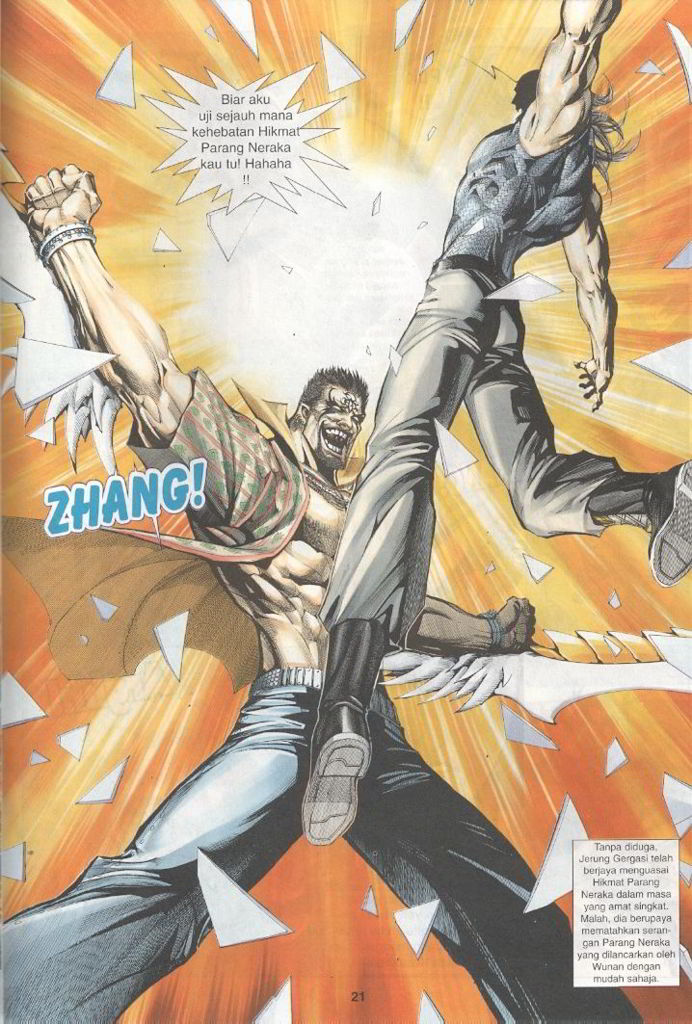 Biar aku
uji sejauh mana
kehebatan Hikmat
Parang Neraka
kau tu! Hahaha
!!
ZHANG!
Tanpa diduga,
Jerung Gergasi telah
berjaya menguasai
Hikmat Parang
Neraka dalam masa
yang amat singkat.
Malah, dia berupaya
mematahkan seran-
gan Parang Neraka
yang dilancarkan oleh
Wunan dengan
mudah sahaja.
21